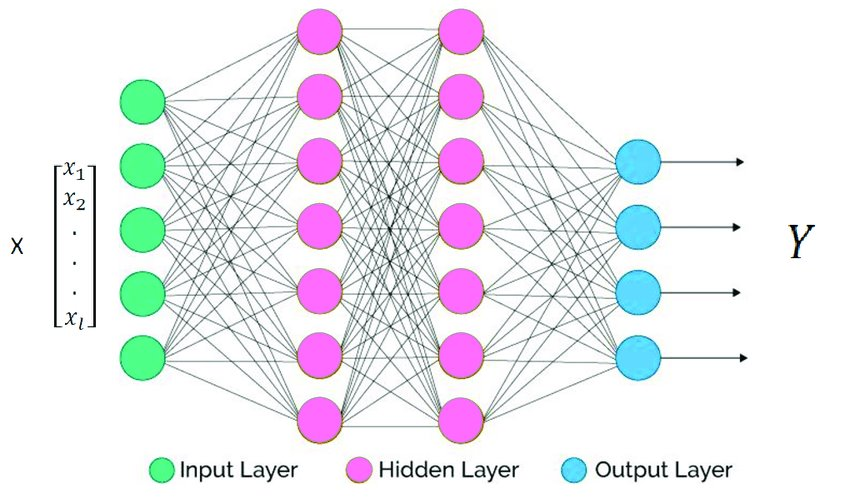 X
x₁
x₂
.
.
.
xₗ
Y
Input Layer
Hidden Layer
Output Layer